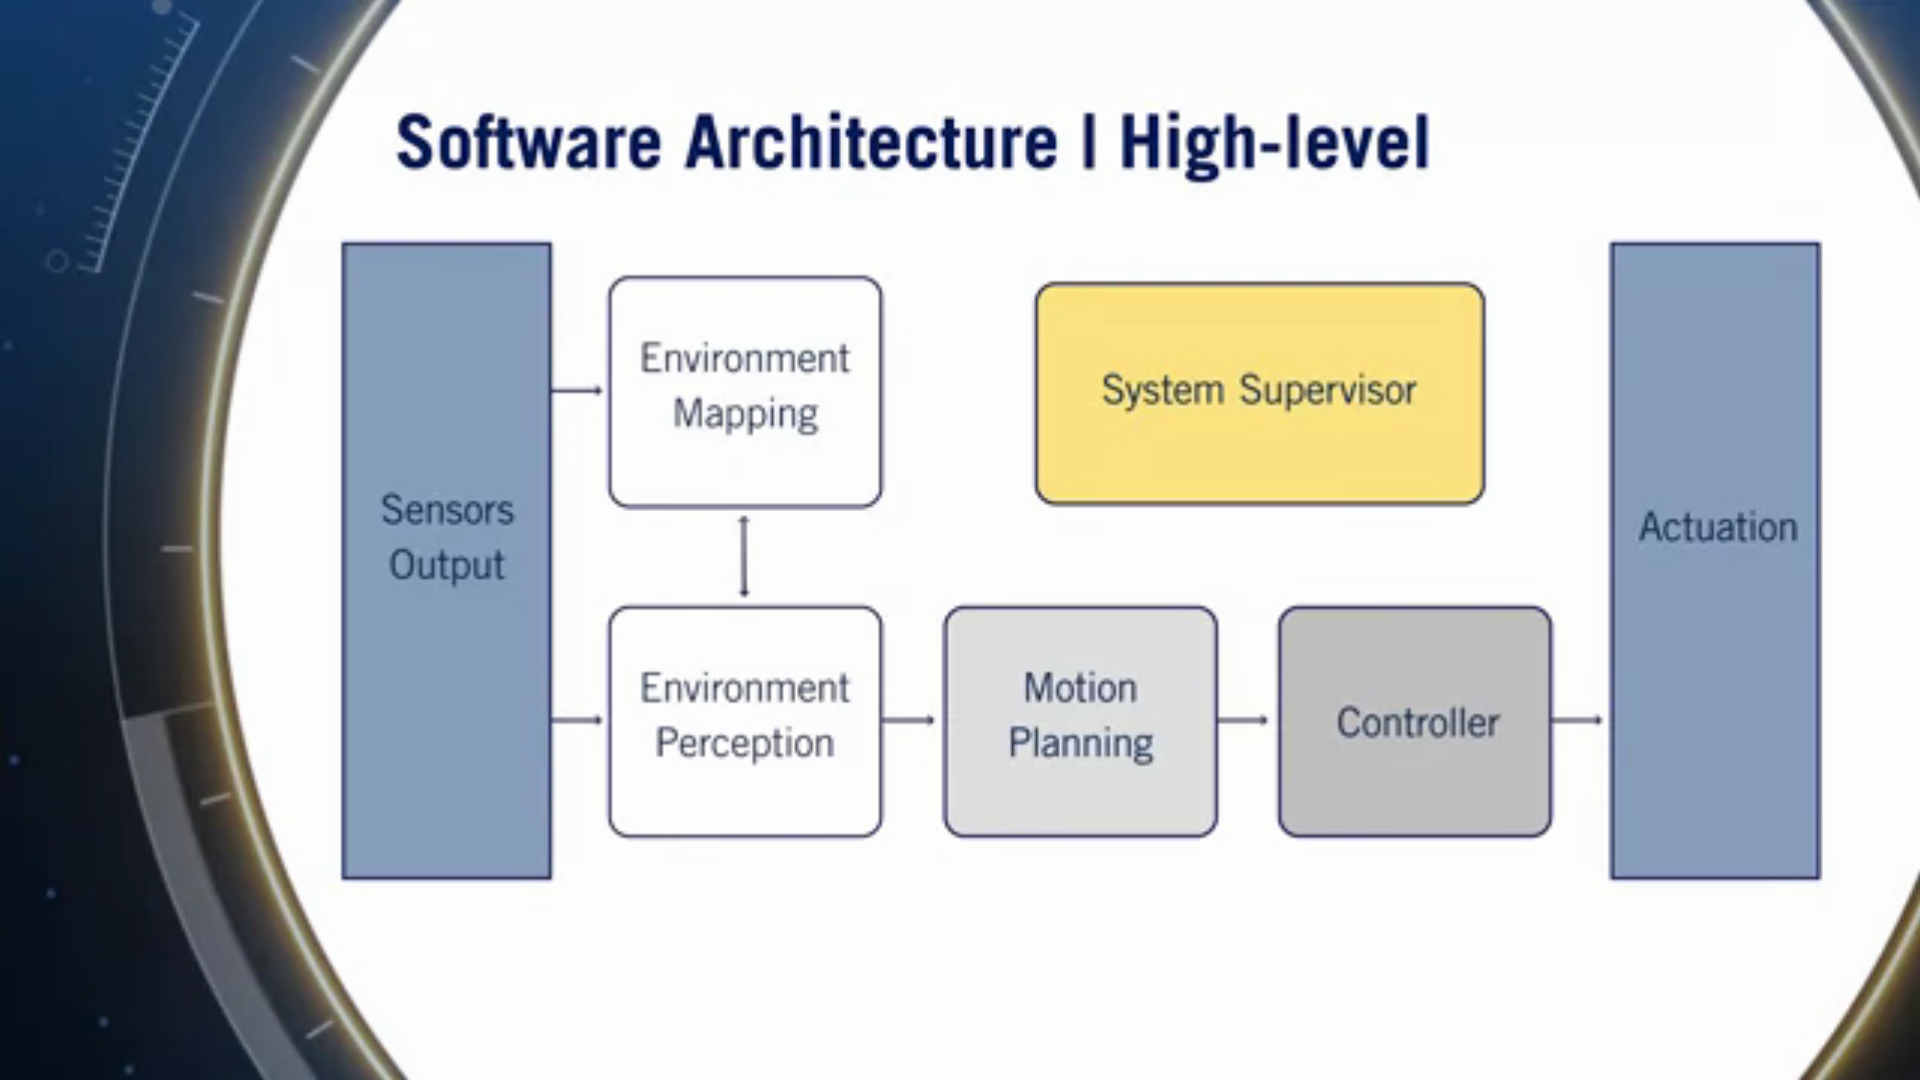 Software Architecture | High-level
Sensors
Output
Environment
Mapping
System Supervisor
Actuation
Environment
Perception
Motion
Planning
Controller